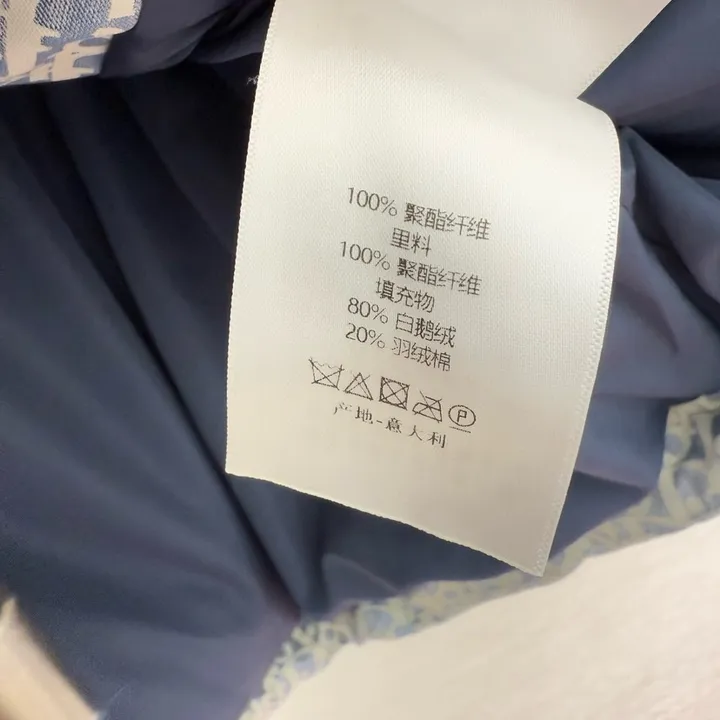 100% 聚酯纤维
里料
100% 聚酯纤维
填充物
80% 白鹅绒
20% 羽绒棉
P
产地-意大利